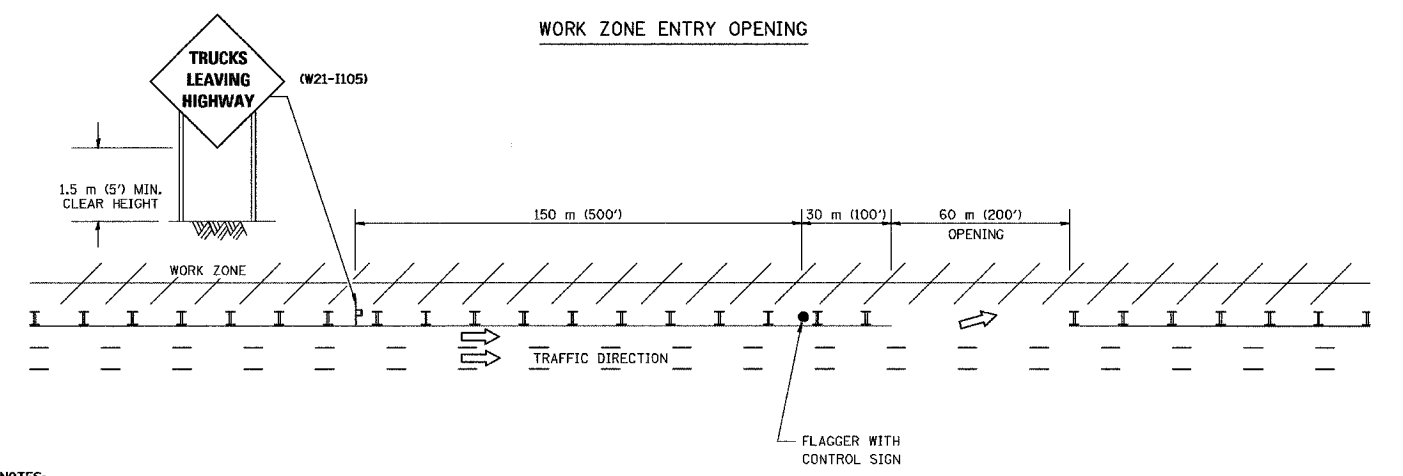 WORK ZONE ENTRY OPENING
TRUCKS
LEAVING
HIGHWAY
(W21-I105)
1.5 m (5') MIN.
CLEAR HEIGHT
150 m (500')
30 m (100')
60 m (200')
OPENING
WORK ZONE
TRAFFIC DIRECTION
FLAGGER WITH
CONTROL SIGN
NOTES: